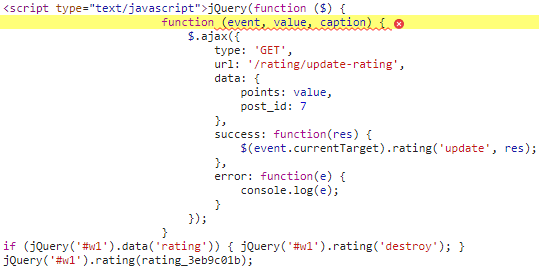 <script type="text/javascript">jQuery(function ($) {
function (event, value, caption) {
$.ajax({
type: 'GET',
url: '/rating/update-rating',
data: {
points: value,
post_id: 7
},
success: function(res) {
$(event.currentTarget).rating('update', res);
},
error: function(e) {
console.log(e);
}
});
}
if (jQuery('#w1').data('rating')) { jQuery('#w1').rating('destroy'); }
jQuery('#w1').rating(rating_3eb9c01b);